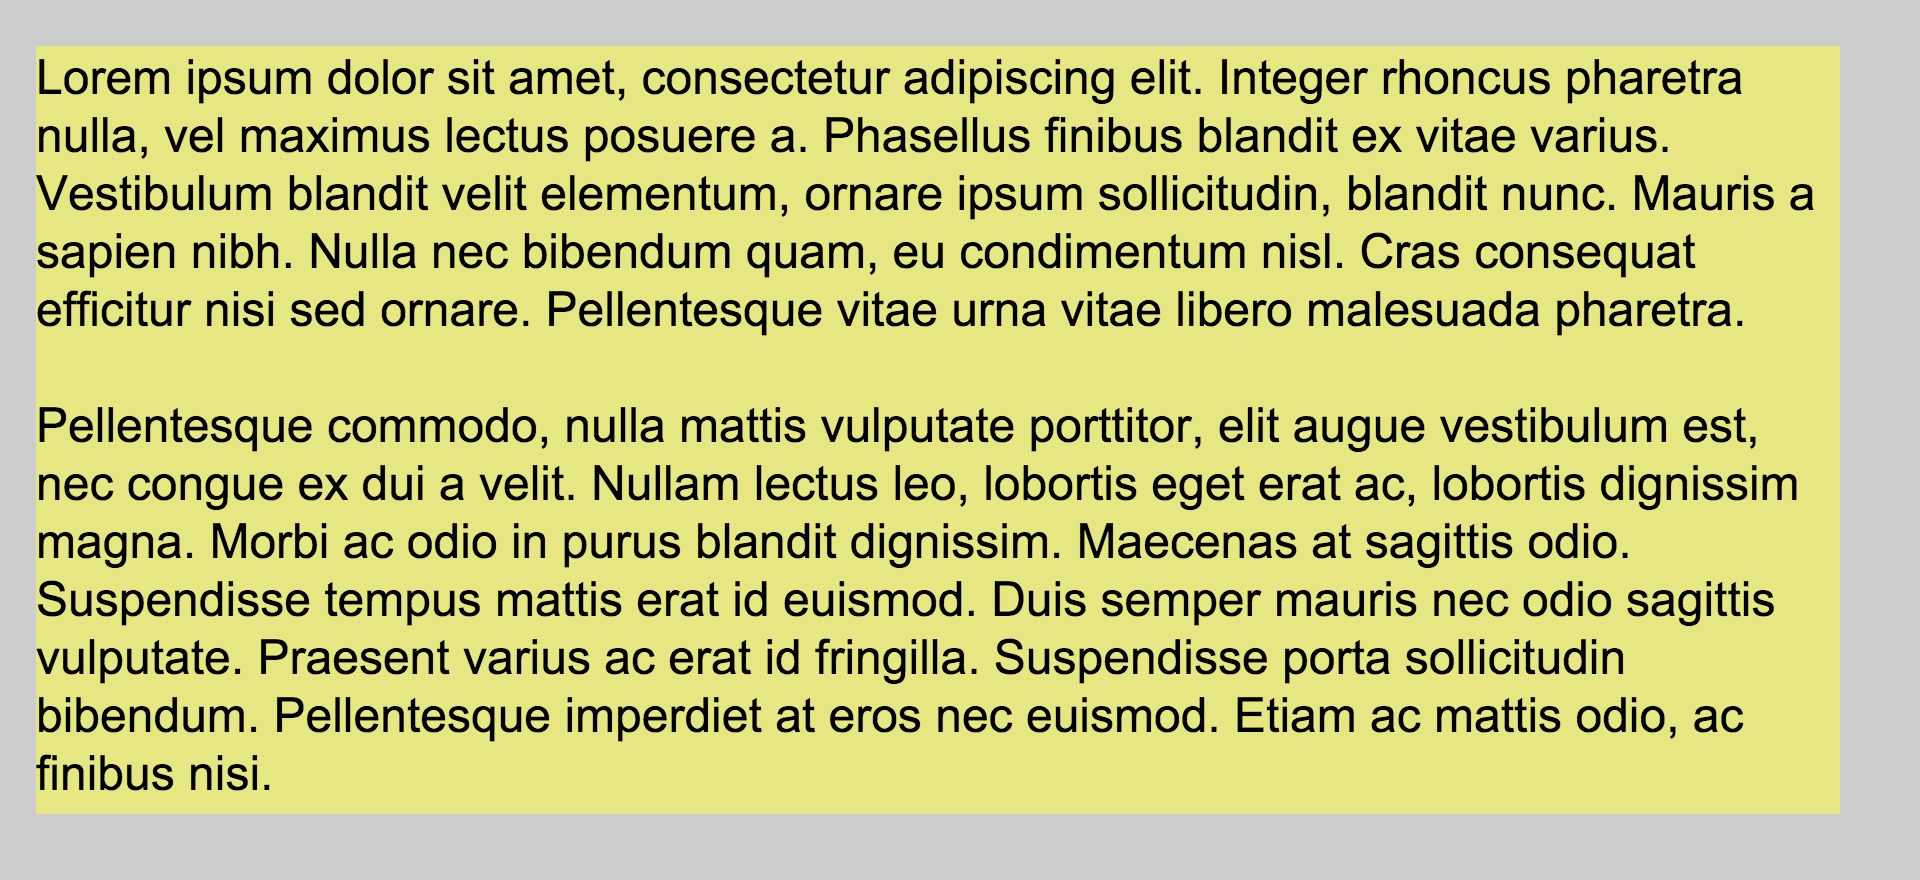 Lorem ipsum dolor sit amet, consectetur adipiscing elit. Integer rhoncus pharetra
nulla, vel maximus lectus posuere a. Phasellus finibus blandit ex vitae varius.
Vestibulum blandit velit elementum, ornare ipsum sollicitudin, blandit nunc. Mauris a
sapien nibh. Nulla nec bibendum quam, eu condimentum nisl. Cras consequat
efficitur nisi sed ornare. Pellentesque vitae urna vitae libero malesuada pharetra.

Pellentesque commodo, nulla mattis vulputate porttitor, elit augue vestibulum est,
nec congue ex dui a velit. Nullam lectus leo, lobortis eget erat ac, lobortis dignissim
magna. Morbi ac odio in purus blandit dignissim. Maecenas at sagittis odio.
Suspendisse tempus mattis erat id euismod. Duis semper mauris nec odio sagittis
vulputate. Praesent varius ac erat id fringilla. Suspendisse porta sollicitudin
bibendum. Pellentesque imperdiet at eros nec euismod. Etiam ac mattis odio, ac
finibus nisi.